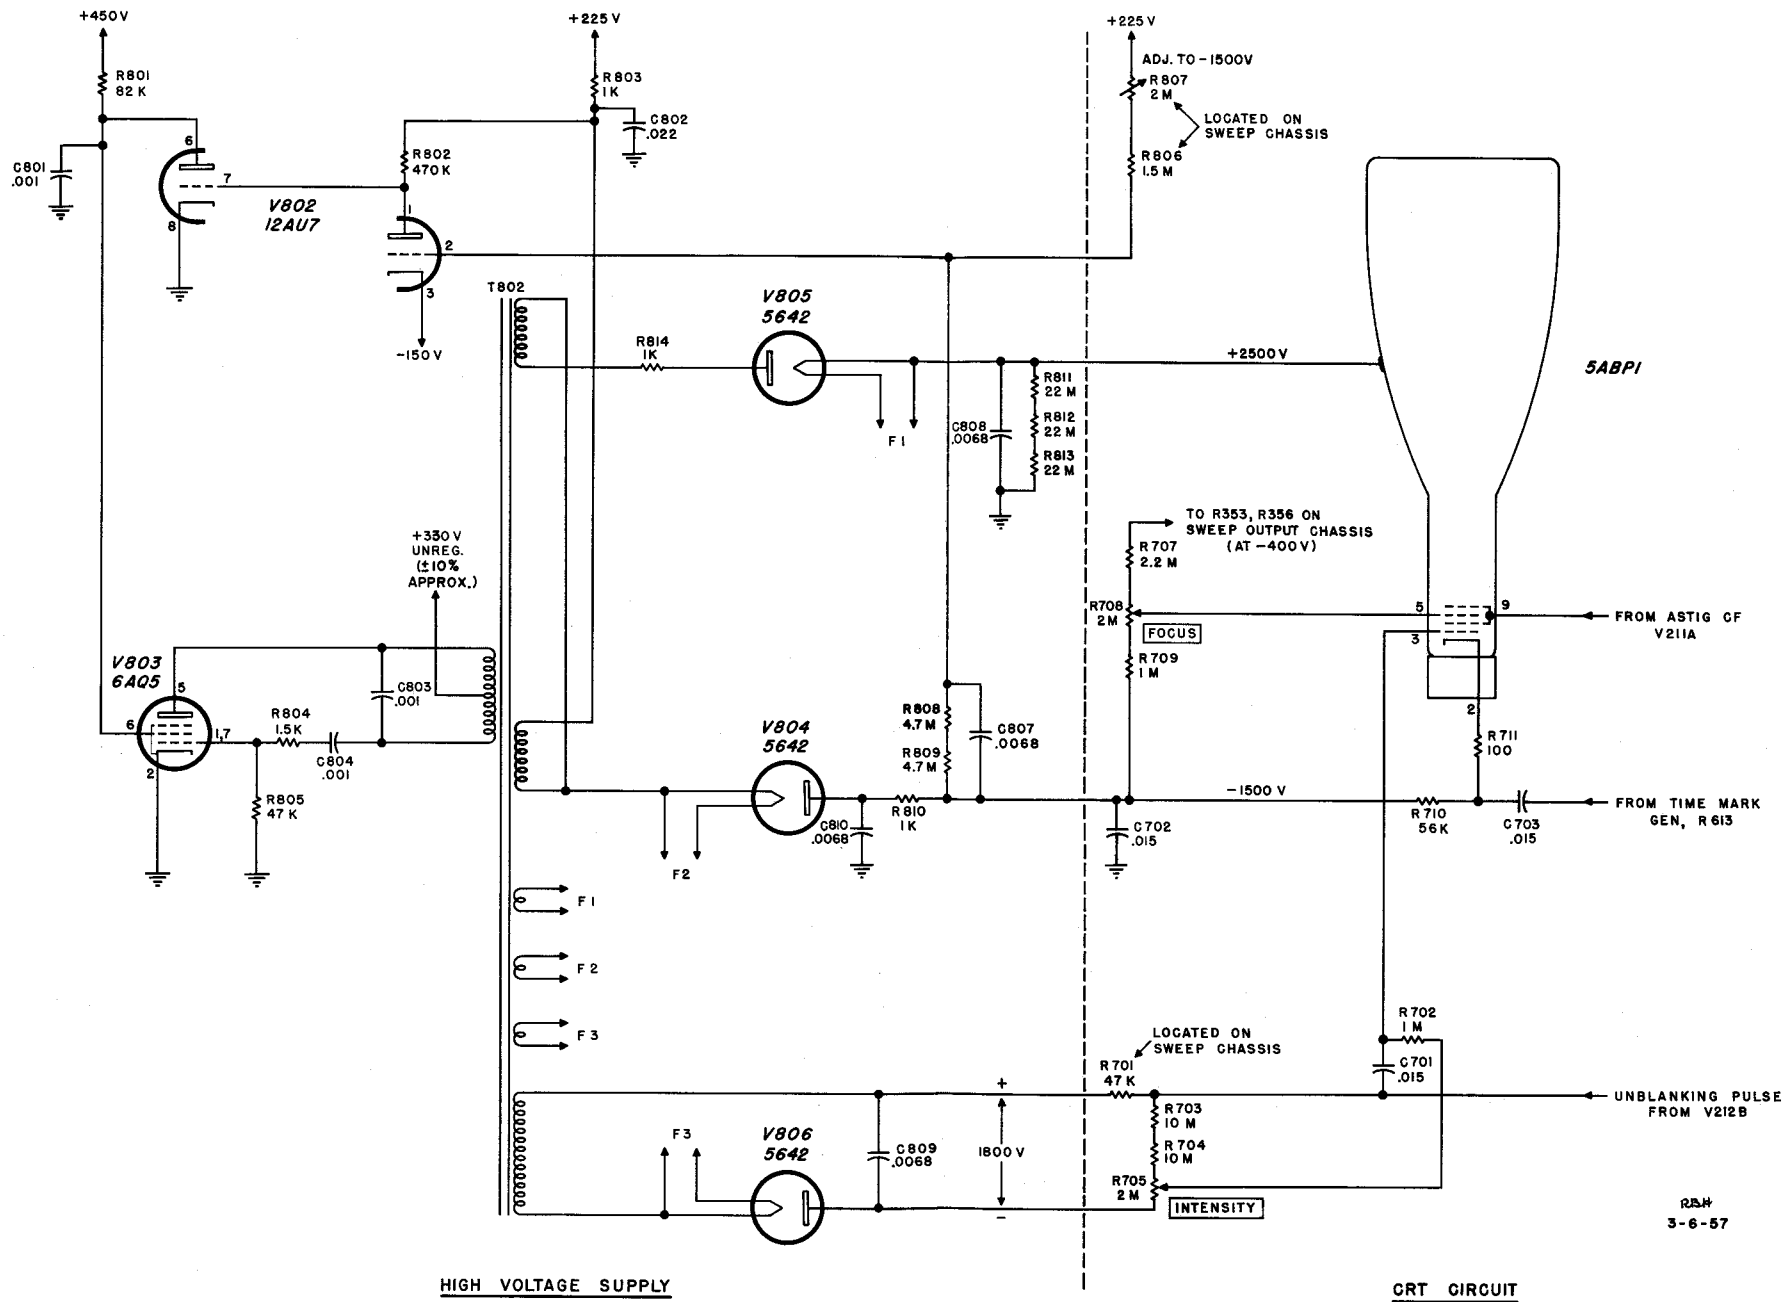 +450 V
R801
82 K
C801
.001
6
7
8
V802
12AU7
+225 V
R803
1 K
C802
.022
R802
470 K
1
2
3
-150 V
+225 V
ADJ. TO -1500V
R807
2 M
LOCATED ON
SWEEP CHASSIS
R806
1.5 M
T802
R814
1K
V805
5642
F1
C808
.0068
R811
22 M
R812
22 M
R813
22 M
+2500 V
5ABP1
+330 V
UNREG.
(±10%
APPROX.)
V803
6AQ5
5
6
1,7
2
R804
1.5K
C804
.001
C803
.001
R805
47 K
V804
5642
F2
C810
.0068
R810
1K
R808
4.7 M
R809
4.7 M
C807
.0068
TO R353, R356 ON
SWEEP OUTPUT CHASSIS
(AT -400 V)
R707
2.2 M
R708
2M
FOCUS
R709
1 M
-1500 V
C702
.015
5
3
9
2
FROM ASTIG CF
V211A
R711
100
R710
56K
C703
.015
FROM TIME MARK
GEN, R613
F1
F2
F3
F3
V806
5642
C809
.0068
+
1800 V
-
LOCATED ON
SWEEP CHASSIS
R701
47 K
R703
10 M
R704
10M
R705
2M
INTENSITY
R702
1 M
C701
.015
UNBLANKING PULSE
FROM V212B
RBH
3-6-57
HIGH VOLTAGE SUPPLY
CRT CIRCUIT